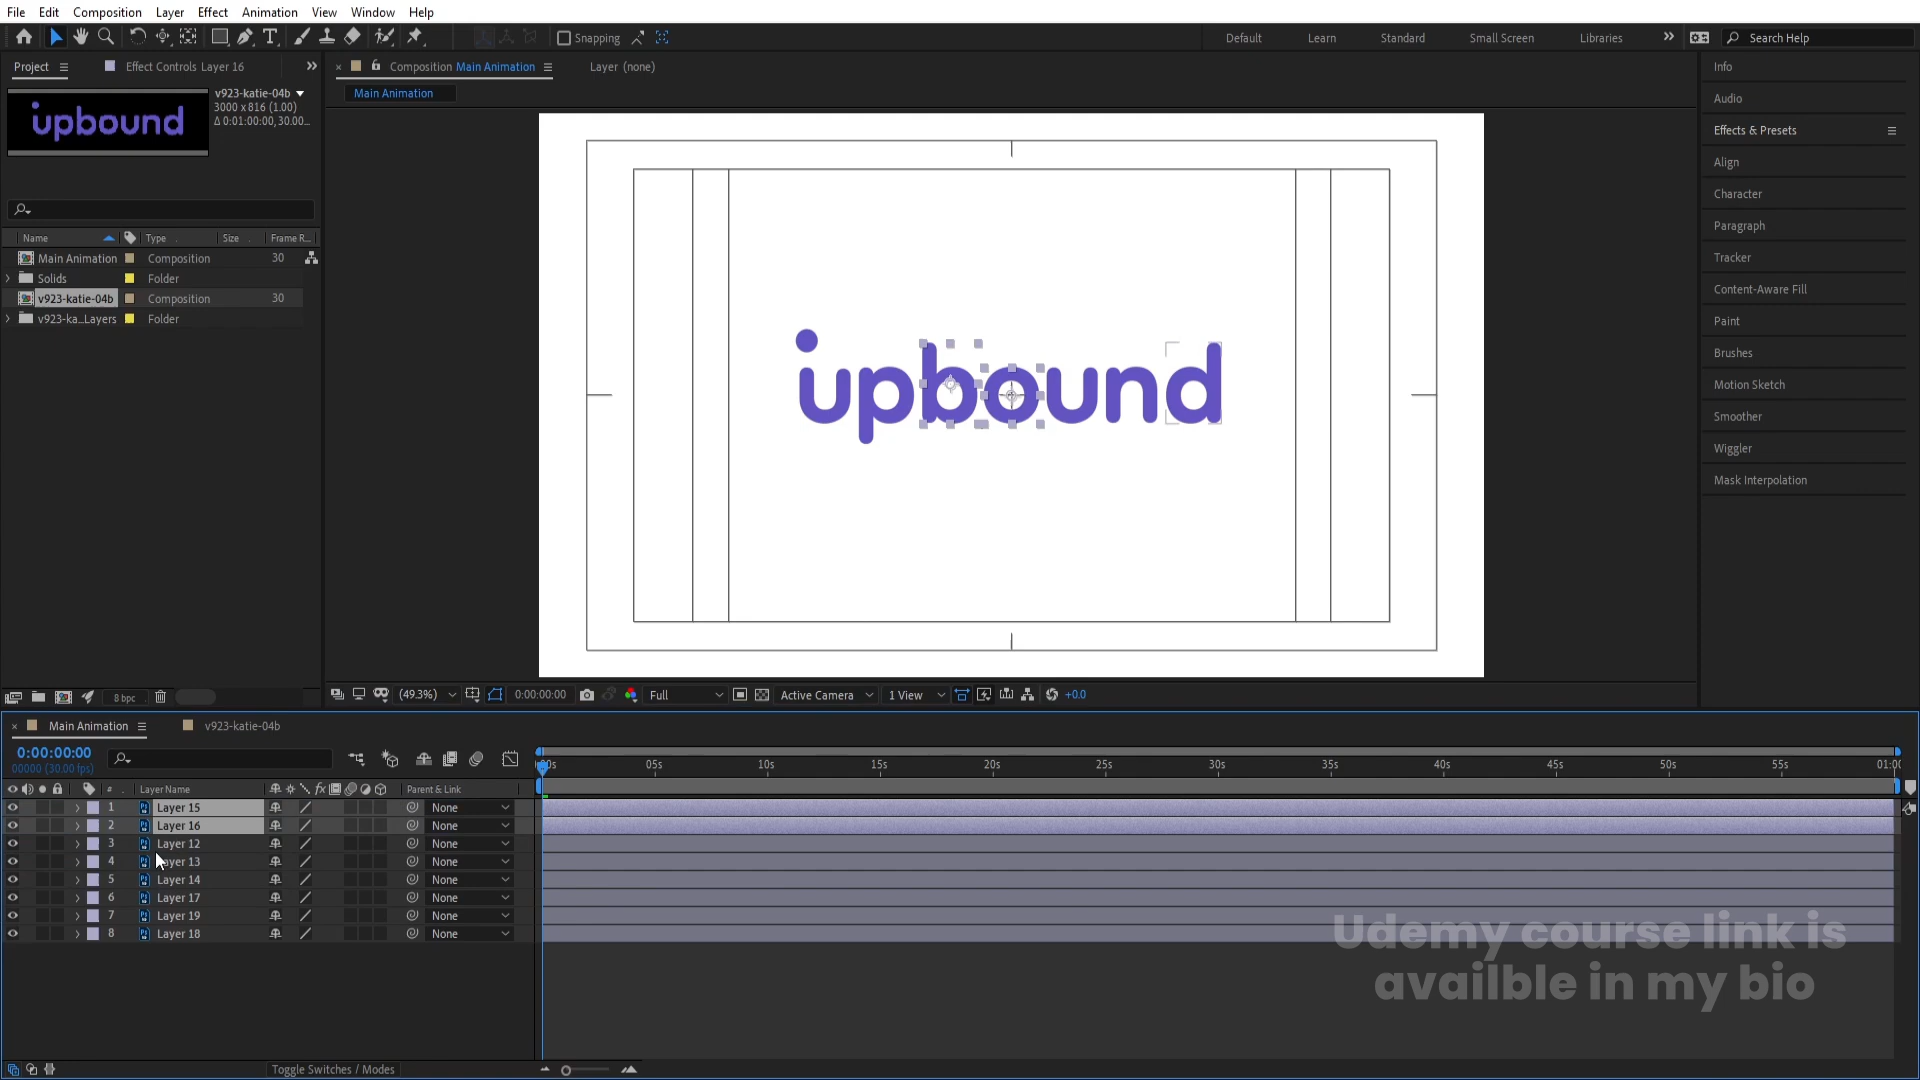 File Edit Composition Layer Effect Animation View Window Help
Snapping
Default Learn Standard Small Screen Libraries Search Help
Project Effect Controls Layer 16
Composition Main Animation Layer (none)
Main Animation
v923-katie-04b
3000 x 816 (1.00)
Δ 0:01:00:00, 30.00...
upbound
Name Type Size Frame R...
Main Animation Composition 30
Solids Folder
v923-katie-04b Composition 30
v923-ka...Layers Folder
8 bpc
upbound
(49.3%) 0:00:00:00 Full Active Camera 1 View +0.0
Info
Audio
Effects & Presets
Align
Character
Paragraph
Tracker
Content-Aware Fill
Paint
Brushes
Motion Sketch
Smoother
Wiggler
Mask Interpolation
Main Animation v923-katie-04b
0:00:00:00
00000 (30.00 fps)
05s 10s 15s 20s 25s 30s 35s 40s 45s 50s 55s
# Layer Name fx Parent & Link
1 Layer 15 None
2 Layer 16 None
3 Layer 12 None
4 Layer 13 None
5 Layer 14 None
6 Layer 17 None
7 Layer 19 None
8 Layer 18 None
Udemy course link is
availble in my bio
Toggle Switches / Modes